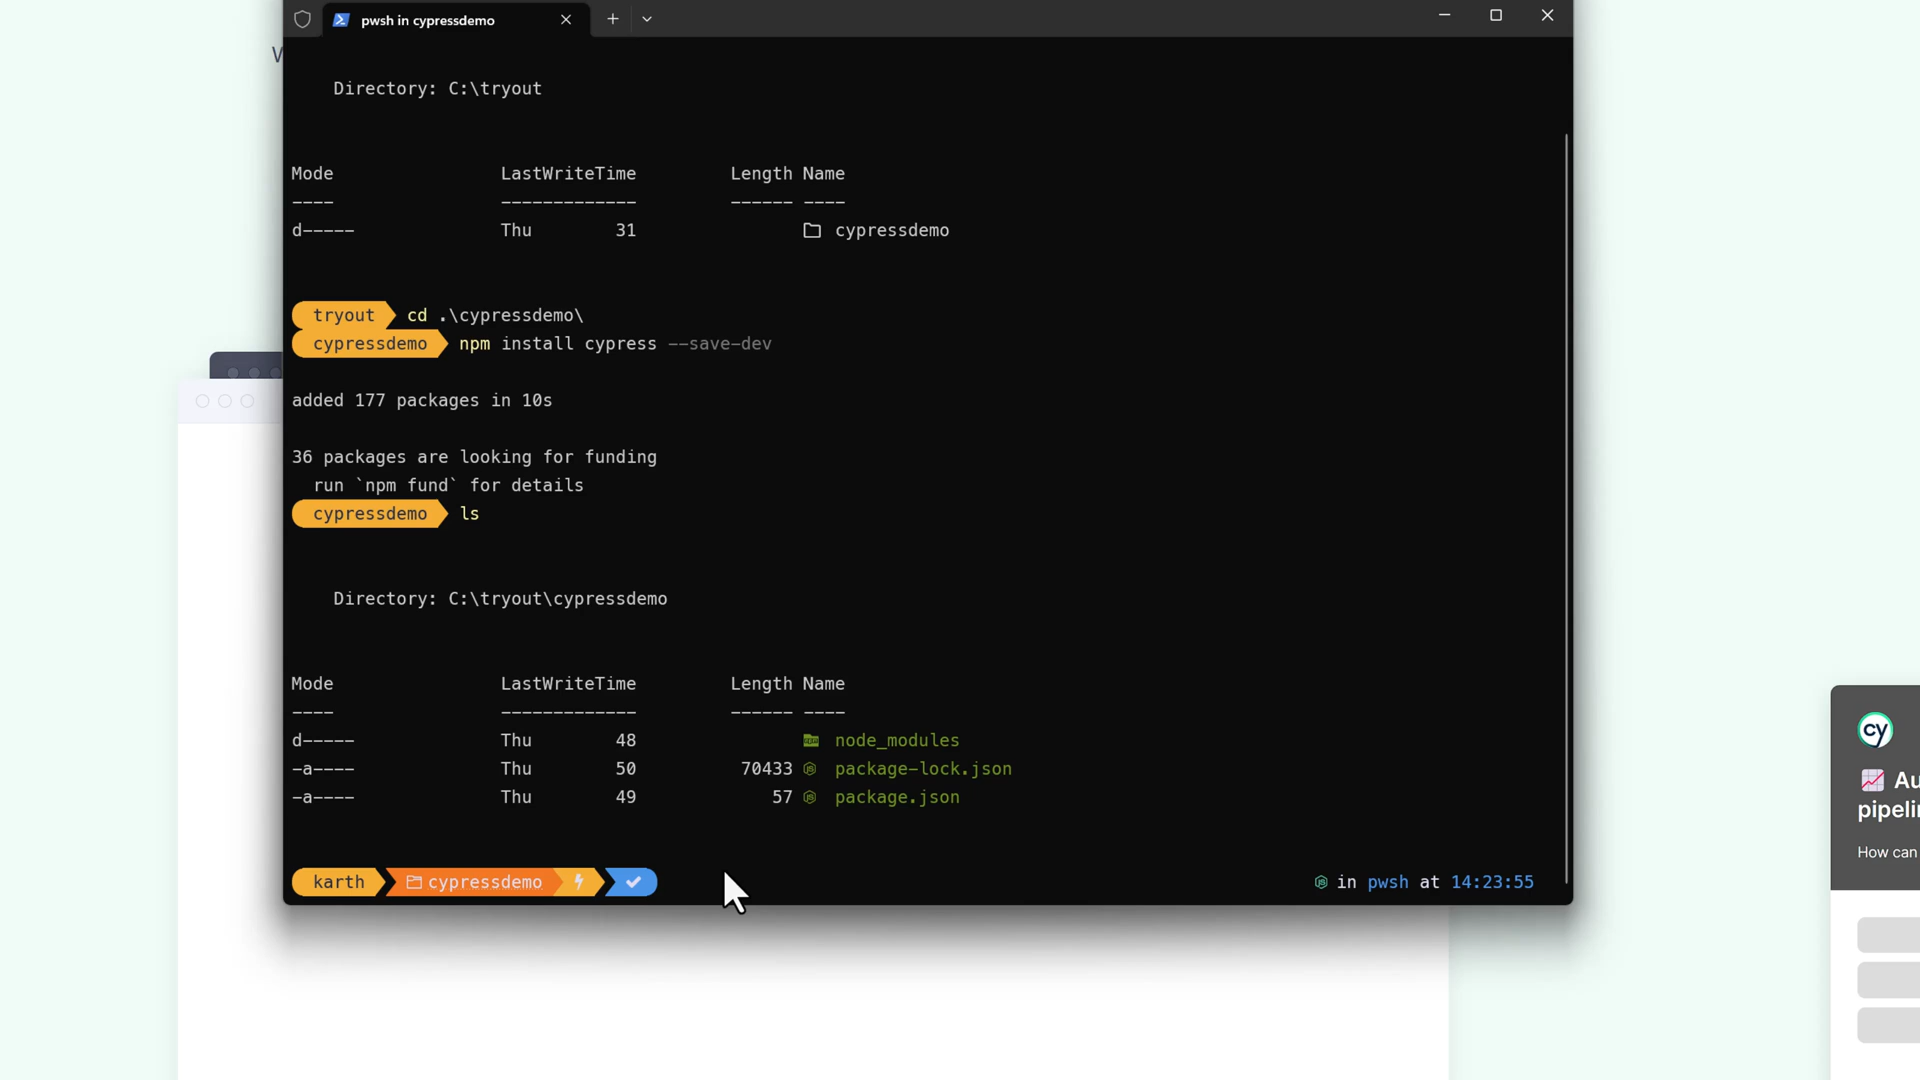 pwsh in cypressdemo
W
Directory: C:\tryout
Mode LastWriteTime Length Name
---- ------------- ------ ----
d----- Thu 31 cypressdemo
tryout cd .\cypressdemo\
cypressdemo npm install cypress --save-dev
added 177 packages in 10s
36 packages are looking for funding
run `npm fund` for details
cypressdemo ls
Directory: C:\tryout\cypressdemo
Mode LastWriteTime Length Name
---- ------------- ------ ----
d----- Thu 48 node_modules
-a---- Thu 50 70433 package-lock.json
-a---- Thu 49 57 package.json
karth cypressdemo in pwsh at 14:23:55
cy
Au
pipelin
How can